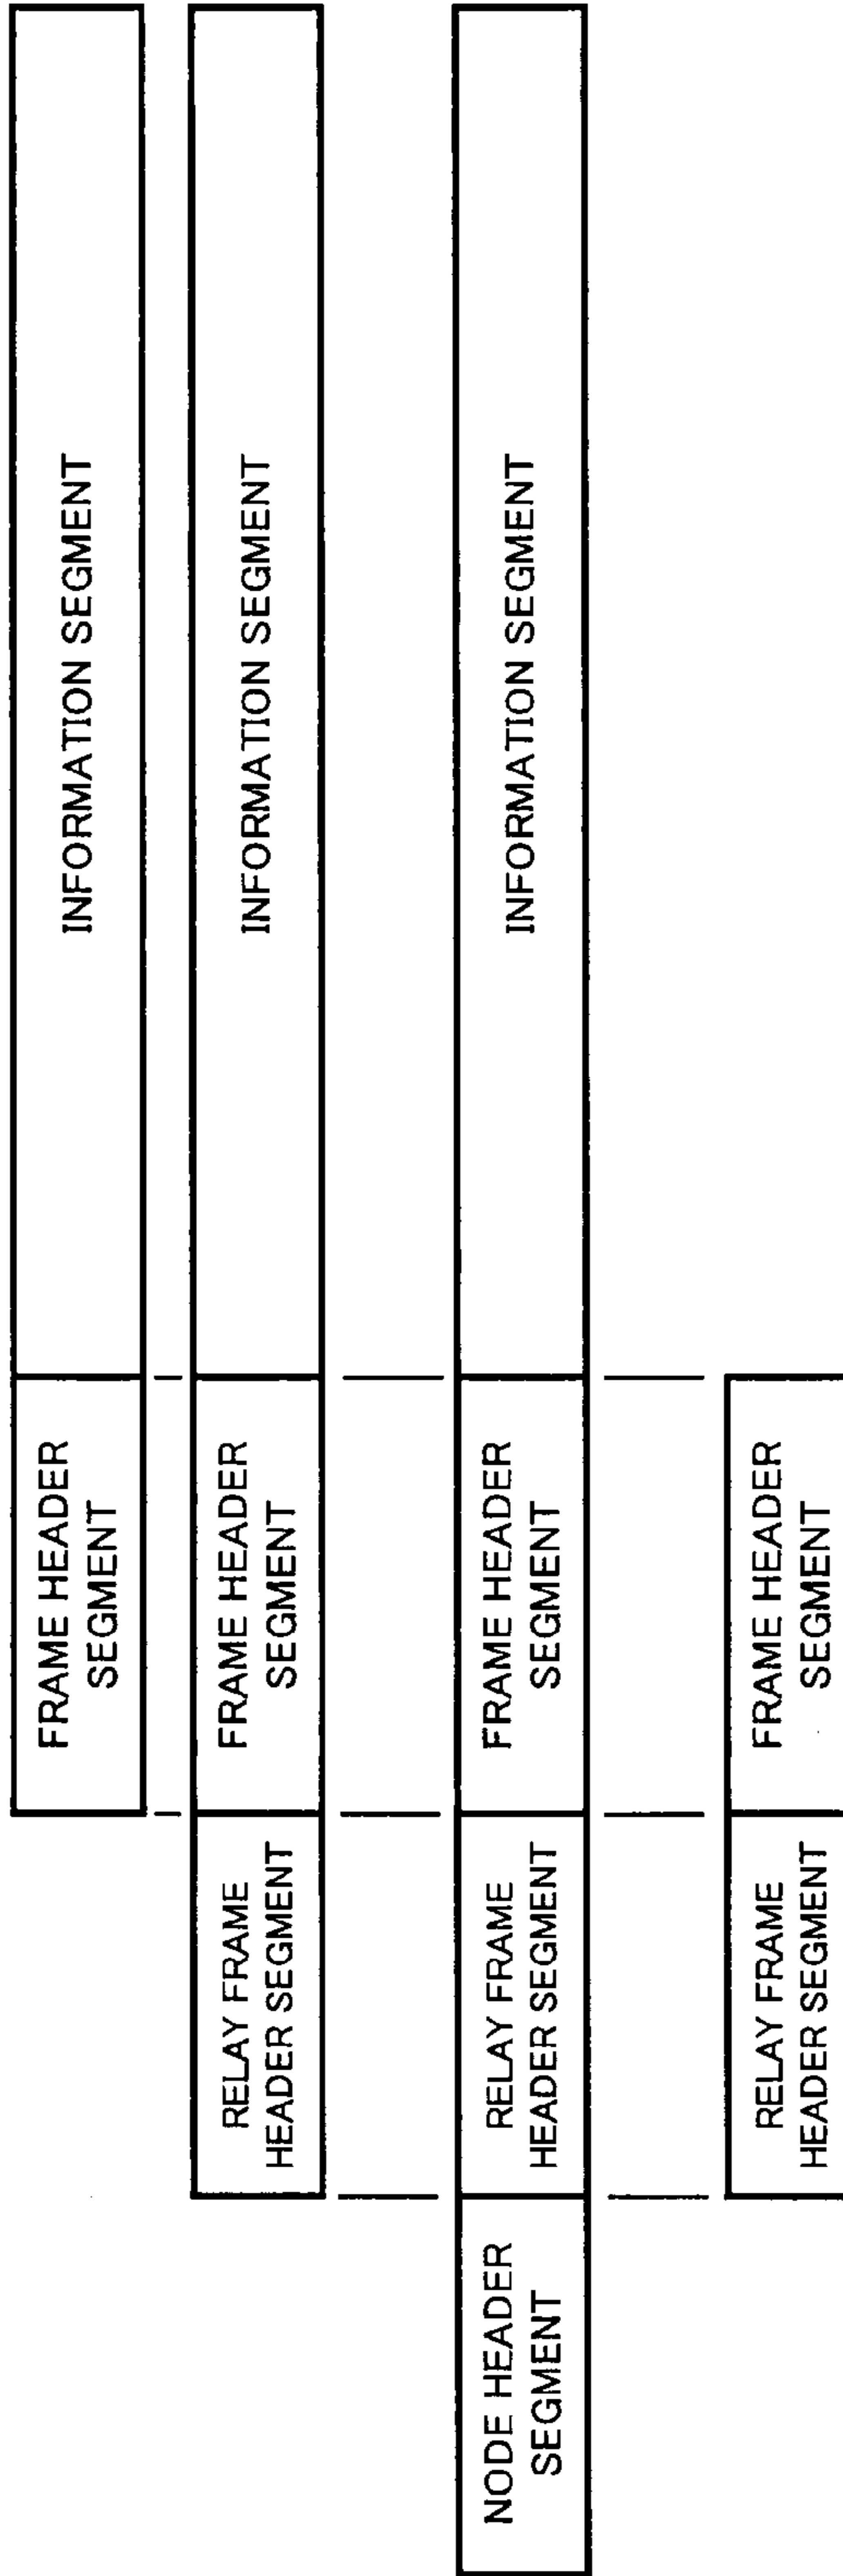 FRAME HEADER
SEGMENT
INFORMATION SEGMENT
RELAY FRAME
HEADER SEGMENT
FRAME HEADER
SEGMENT
INFORMATION SEGMENT
NODE HEADER
SEGMENT
RELAY FRAME
HEADER SEGMENT
FRAME HEADER
SEGMENT
INFORMATION SEGMENT
RELAY FRAME
HEADER SEGMENT
FRAME HEADER
SEGMENT